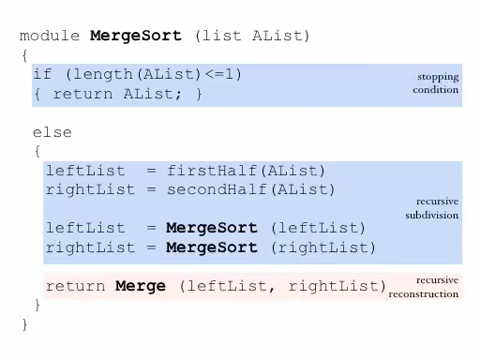 module MergeSort (list AList)
{
if (length(AList)<=1)
{ return AList; }
stopping
condition
else
{
leftList = firstHalf(AList)
rightList = secondHalf(AList)
leftList = MergeSort (leftList)
rightList = MergeSort (rightList)
recursive
subdivision
return Merge (leftList, rightList)
recursive
reconstruction
}
}